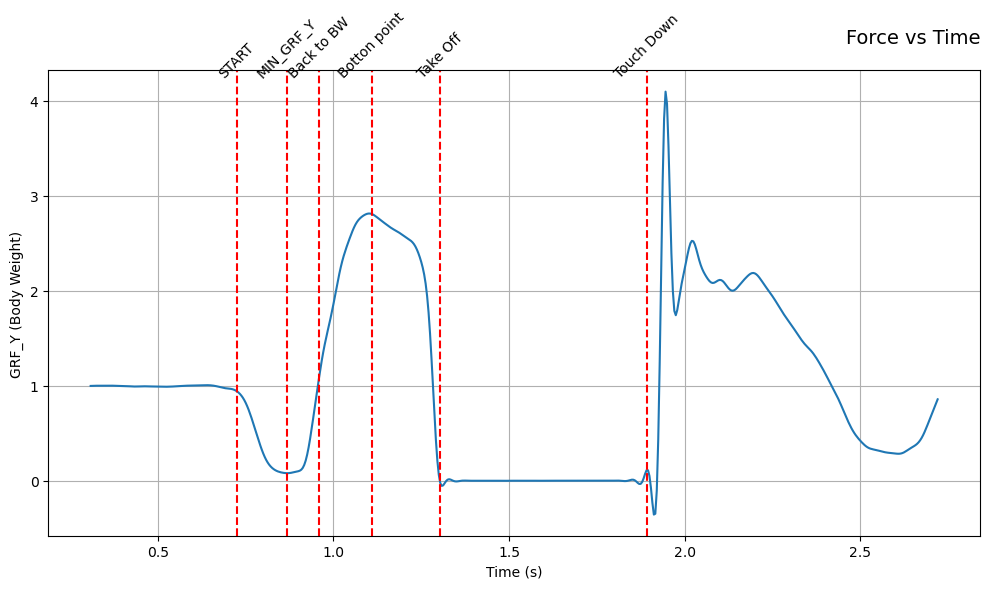 Force vs Time
START
MIN_GRF_Y
Back to BW
Botton point
Take Off
Touch Down
GRF_Y (Body Weight)
4
3
2
1
0
0.5
1.0
1.5
2.0
2.5
Time (s)